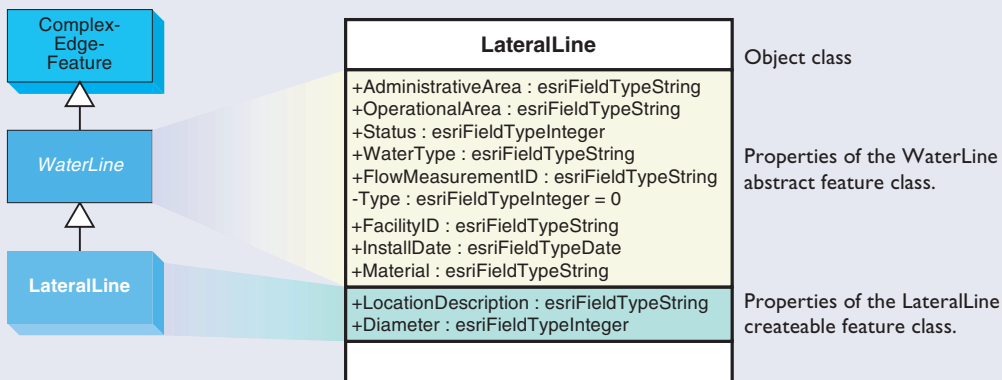 Complex-
Edge-
Feature
WaterLine
LateralLine
LateralLine
+AdministrativeArea : esriFieldTypeString
+OperationalArea : esriFieldTypeString
+Status : esriFieldTypeInteger
+WaterType : esriFieldTypeString
+FlowMeasurementID : esriFieldTypeString
-Type : esriFieldTypeInteger = 0
+FacilityID : esriFieldTypeString
+InstallDate : esriFieldTypeDate
+Material : esriFieldTypeString
+LocationDescription : esriFieldTypeString
+Diameter : esriFieldTypeInteger
Object class
Properties of the WaterLine
abstract feature class.
Properties of the LateralLine
createable feature class.